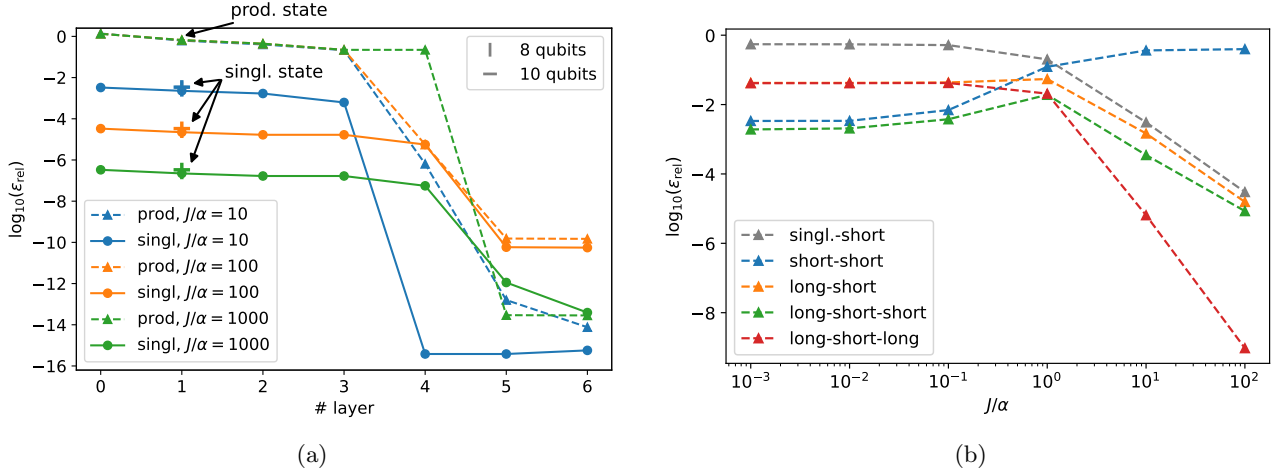 prod. state
singl. state
8 qubits
10 qubits
log₁₀(ε_rel)
0
−2
−4
−6
−8
−10
−12
−14
−16
prod, J/α = 10
singl, J/α = 10
prod, J/α = 100
singl, J/α = 100
prod, J/α = 1000
singl, J/α = 1000
0 1 2 3 4 5 6
# layer
(a)
log₁₀(ε_rel)
0
−2
−4
−6
−8
singl.-short
short-short
long-short
long-short-short
long-short-long
10⁻³ 10⁻² 10⁻¹ 10⁰ 10¹ 10²
J/α
(b)